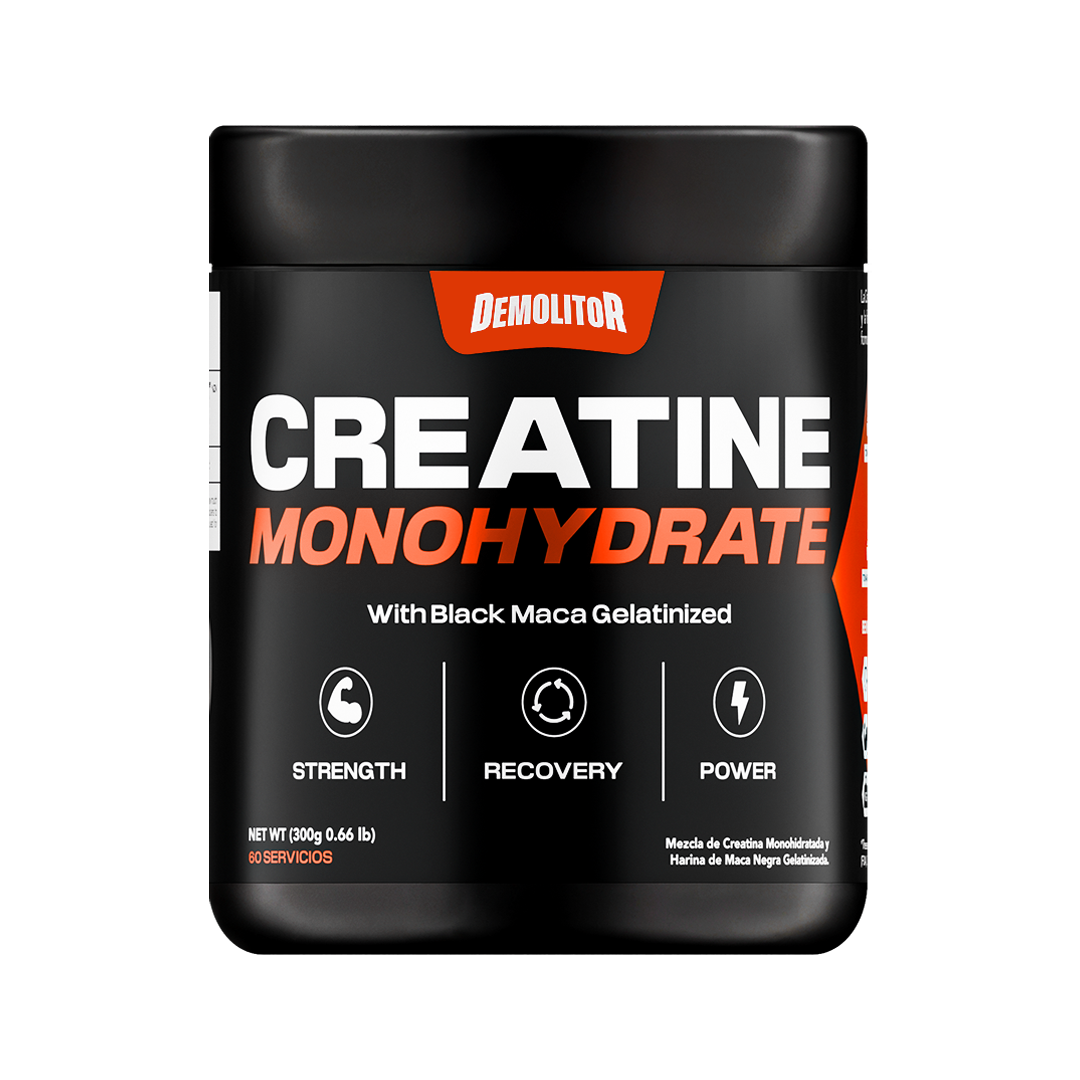 DEMOLITOR
CREATINE
MONOHYDRATE
With Black Maca Gelatinized
STRENGTH
RECOVERY
POWER
NET WT (300g 0.66 lb)
60 SERVICIOS
Mezcla de Creatina Monohidratada y
Harina de Maca Negra Gelatinizada.